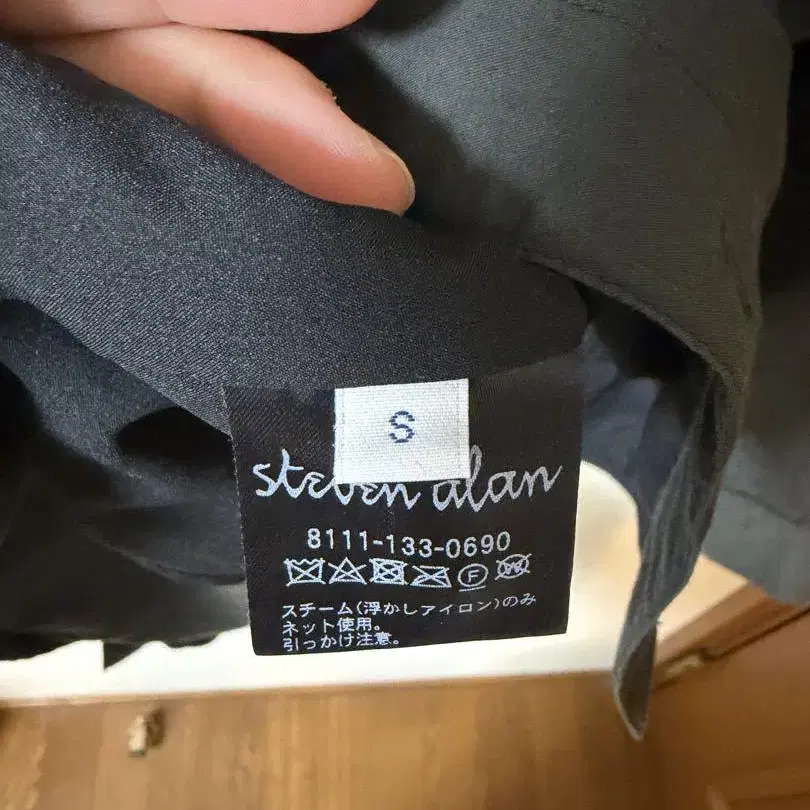 S
steven alan
8111-133-0690
F W
スチーム(浮かしアイロン)のみ
ネット使用。
引っかけ注意。